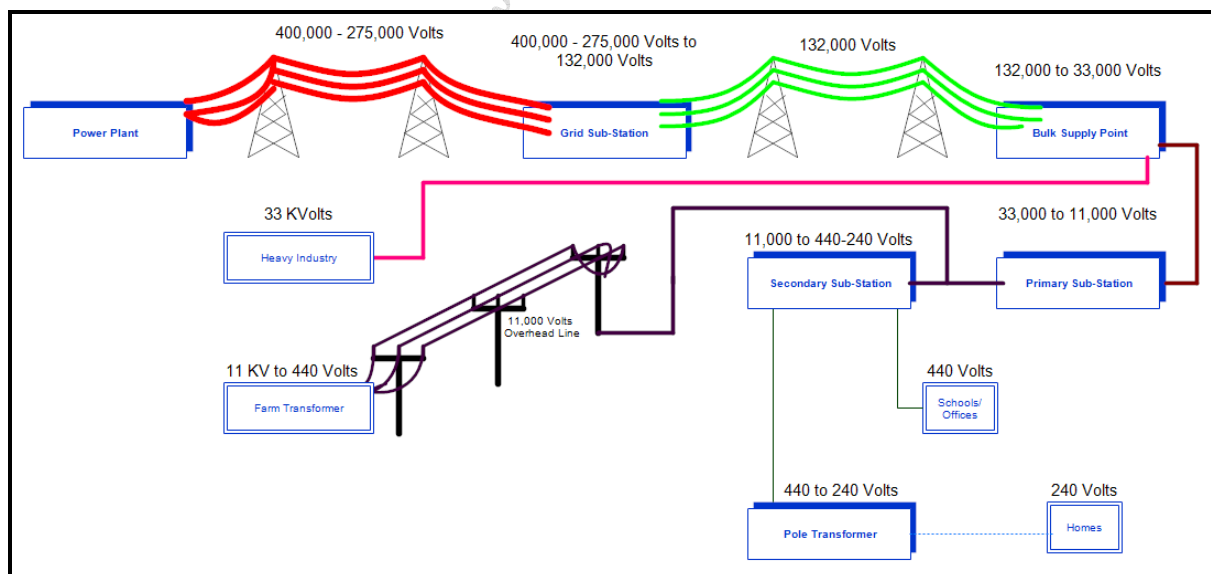 400,000 - 275,000 Volts
400,000 - 275,000 Volts to
132,000 Volts
132,000 Volts
132,000 to 33,000 Volts
Power Plant
Grid Sub-Station
Bulk Supply Point
33 KVolts
Heavy Industry
11,000 to 440-240 Volts
33,000 to 11,000 Volts
Secondary Sub-Station
Primary Sub-Station
11,000 Volts
Overhead Line
11 KV to 440 Volts
Farm Transformer
440 Volts
Schools/
Offices
440 to 240 Volts
240 Volts
Pole Transformer
Homes